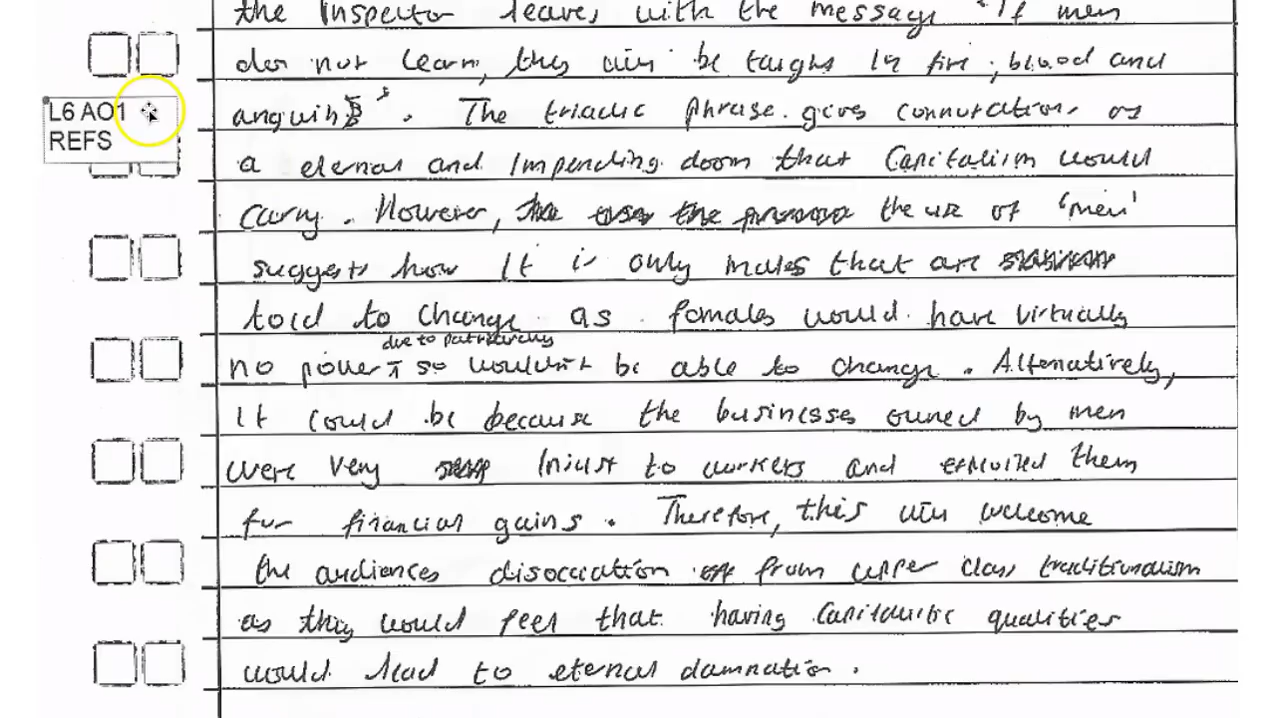 the Inspector leaves with the message "If men
L6 AO1
REFS
do not learn, they will be taught in fire, blood and
anguish". The triadic phrase gives connotations of
a eternal and impending doom that Capitalism would
carry. However, the use of 'men'
suggests how it is only males that are
told to change as females would have virtually
due to patriarchy
no power so wouldn't be able to change. Alternatively,
it could be because the businesses owned by men
were very injust to workers and exploited them
for financial gains. Therefore, this will welcome
the audiences disocciation from upper class traditionalism
as they would feel that having Capitalistic qualities
would lead to eternal damnation.